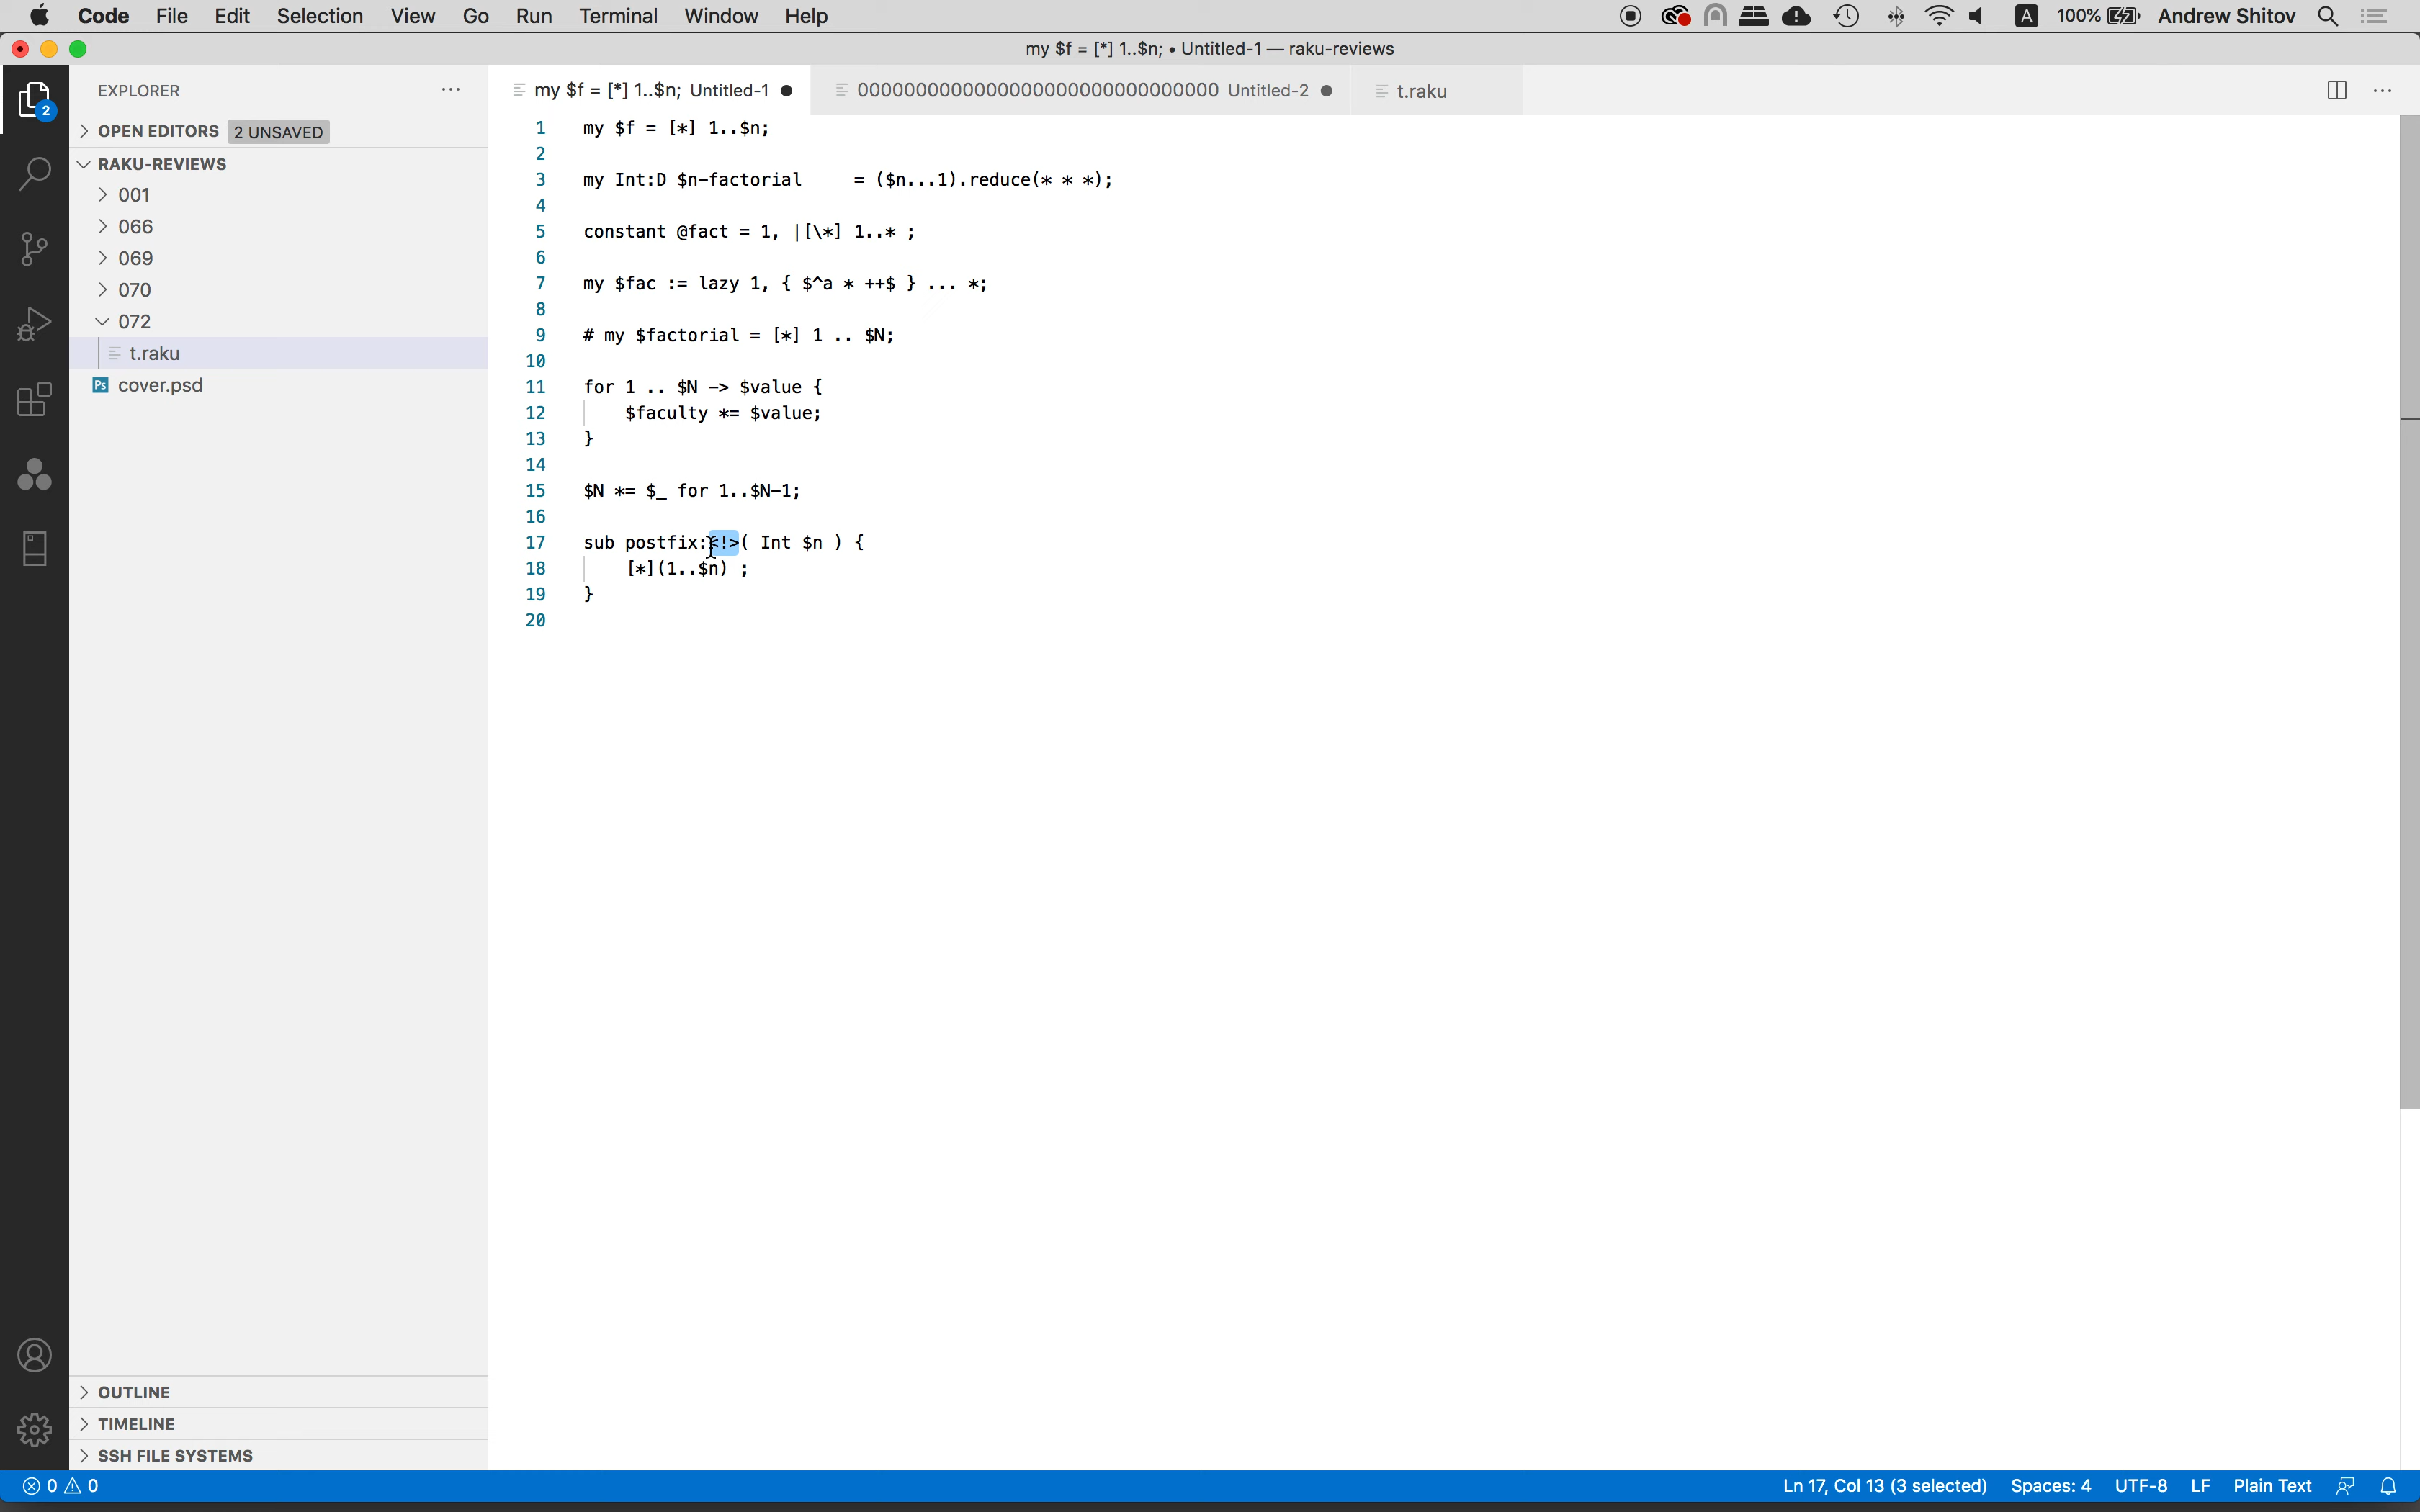 Code File Edit Selection View Go Run Terminal Window Help A 100% Andrew Shitov
my $f = [*] 1..$n; • Untitled-1 — raku-reviews
EXPLORER ···
my $f = [*] 1..$n; Untitled-1 ●
Untitled-2 ●
t.raku
2
OPEN EDITORS 2 UNSAVED
RAKU-REVIEWS
001
066
069
070
072
t.raku
Ps cover.psd
1 my $f = [*] 1..$n;
2
3 my Int:D $n-factorial     = ($n...1).reduce(* * *);
4
5 constant @fact = 1, |[\*] 1..* ;
6
7 my $fac := lazy 1, { $^a * ++$ } ... *;
8
9 # my $factorial = [*] 1 .. $N;
10
11 for 1 .. $N -> $value {
12     $faculty *= $value;
13 }
14
15 $N *= $_ for 1..$N-1;
16
17 sub postfix:<!>( Int $n ) {
18     [*](1..$n) ;
19 }
20
OUTLINE
TIMELINE
SSH FILE SYSTEMS
0 0 Ln 17, Col 13 (3 selected) Spaces: 4 UTF-8 LF Plain Text